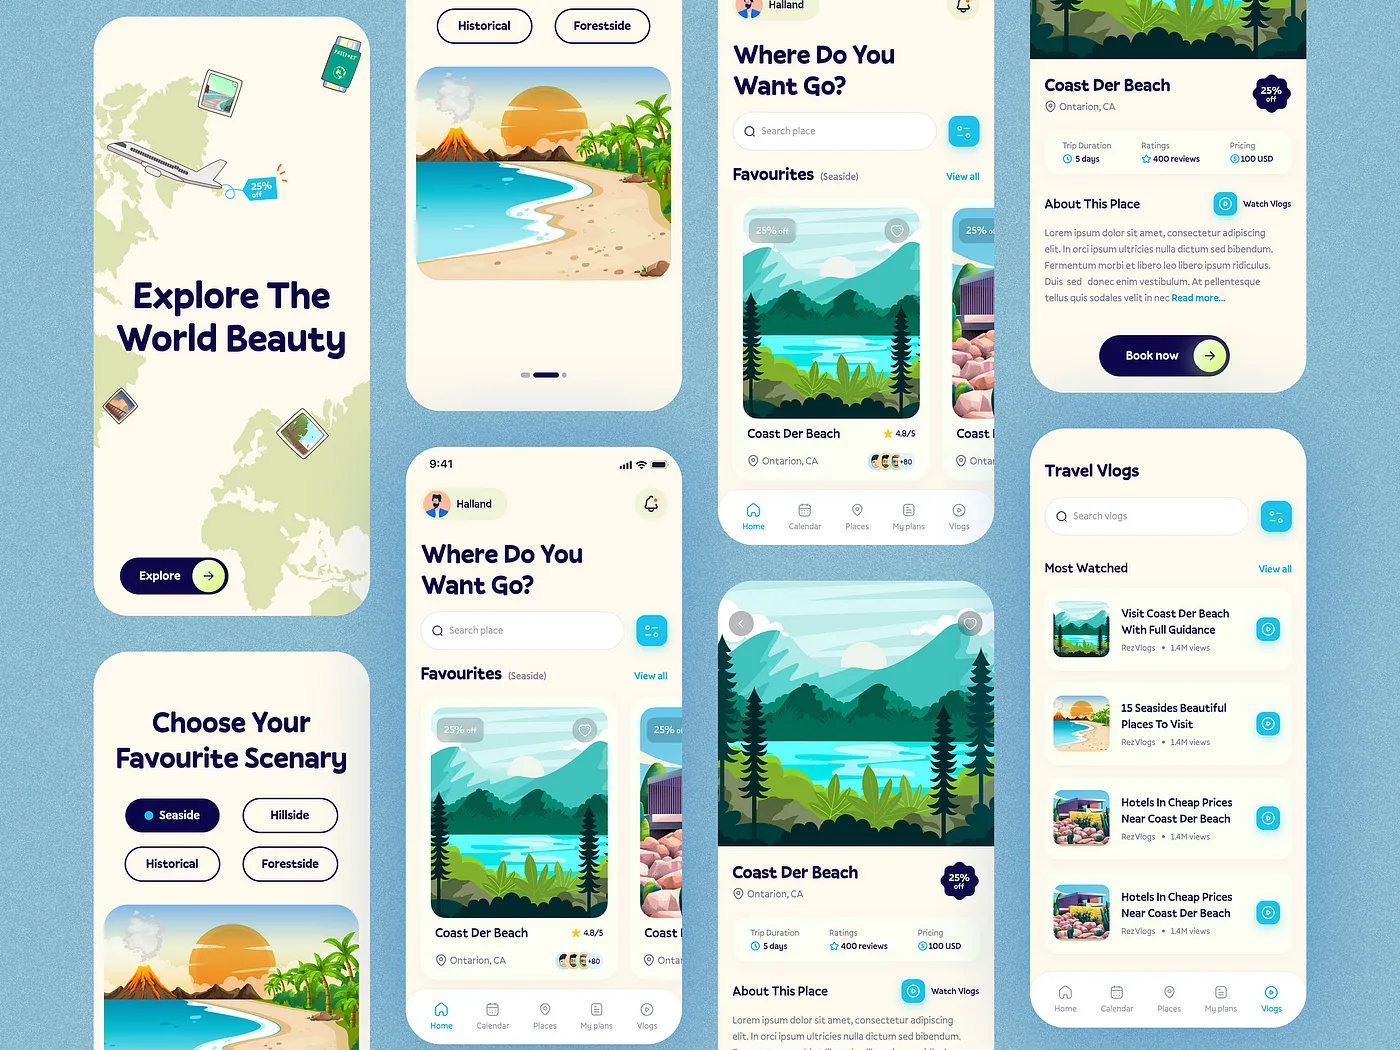 PASSPORT
25%
off
Explore The
World Beauty
Explore
Choose Your
Favourite Scenary
Seaside
Hillside
Historical
Forestside
Historical
Forestside
9:41
Halland
Where Do You
Want Go?
Search place
Favourites (Seaside)
View all
25% off
25% o
Coast Der Beach
4.8/5
Ontarion, CA
+80
Coast
Onta
Home
Calendar
Places
My plans
Vlogs
Halland
Where Do You
Want Go?
Search place
Favourites (Seaside)
View all
25% off
25% o
Coast Der Beach
4.8/5
Ontarion, CA
+80
Coast
Onta
Home
Calendar
Places
My plans
Vlogs
Coast Der Beach
25%
off
Ontarion, CA
Trip Duration
Ratings
Pricing
5 days
400 reviews
$100 USD
About This Place
Watch Vlogs
Lorem ipsum dolor sit amet, consectetur adipiscing
elit. In orci ipsum ultricies nulla dictum sed bibendum.
Coast Der Beach
25%
off
Ontarion, CA
Trip Duration
Ratings
Pricing
5 days
400 reviews
$100 USD
About This Place
Watch Vlogs
Lorem ipsum dolor sit amet, consectetur adipiscing
elit. In orci ipsum ultricies nulla dictum sed bibendum.
Fermentum morbi et libero leo libero ipsum ridiculus.
Duis sed donec enim vestibulum. At pellentesque
tellus quis sodales velit in nec Read more...
Book now
Travel Vlogs
Search vlogs
Most Watched
View all
Visit Coast Der Beach
With Full Guidance
RezVlogs • 1.4M views
15 Seasides Beautiful
Places To Visit
RezVlogs • 1.4M views
Hotels In Cheap Prices
Near Coast Der Beach
RezVlogs • 1.4M views
Hotels In Cheap Prices
Near Coast Der Beach
RezVlogs • 1.4M views
Home
Calendar
Places
My plans
Vlogs